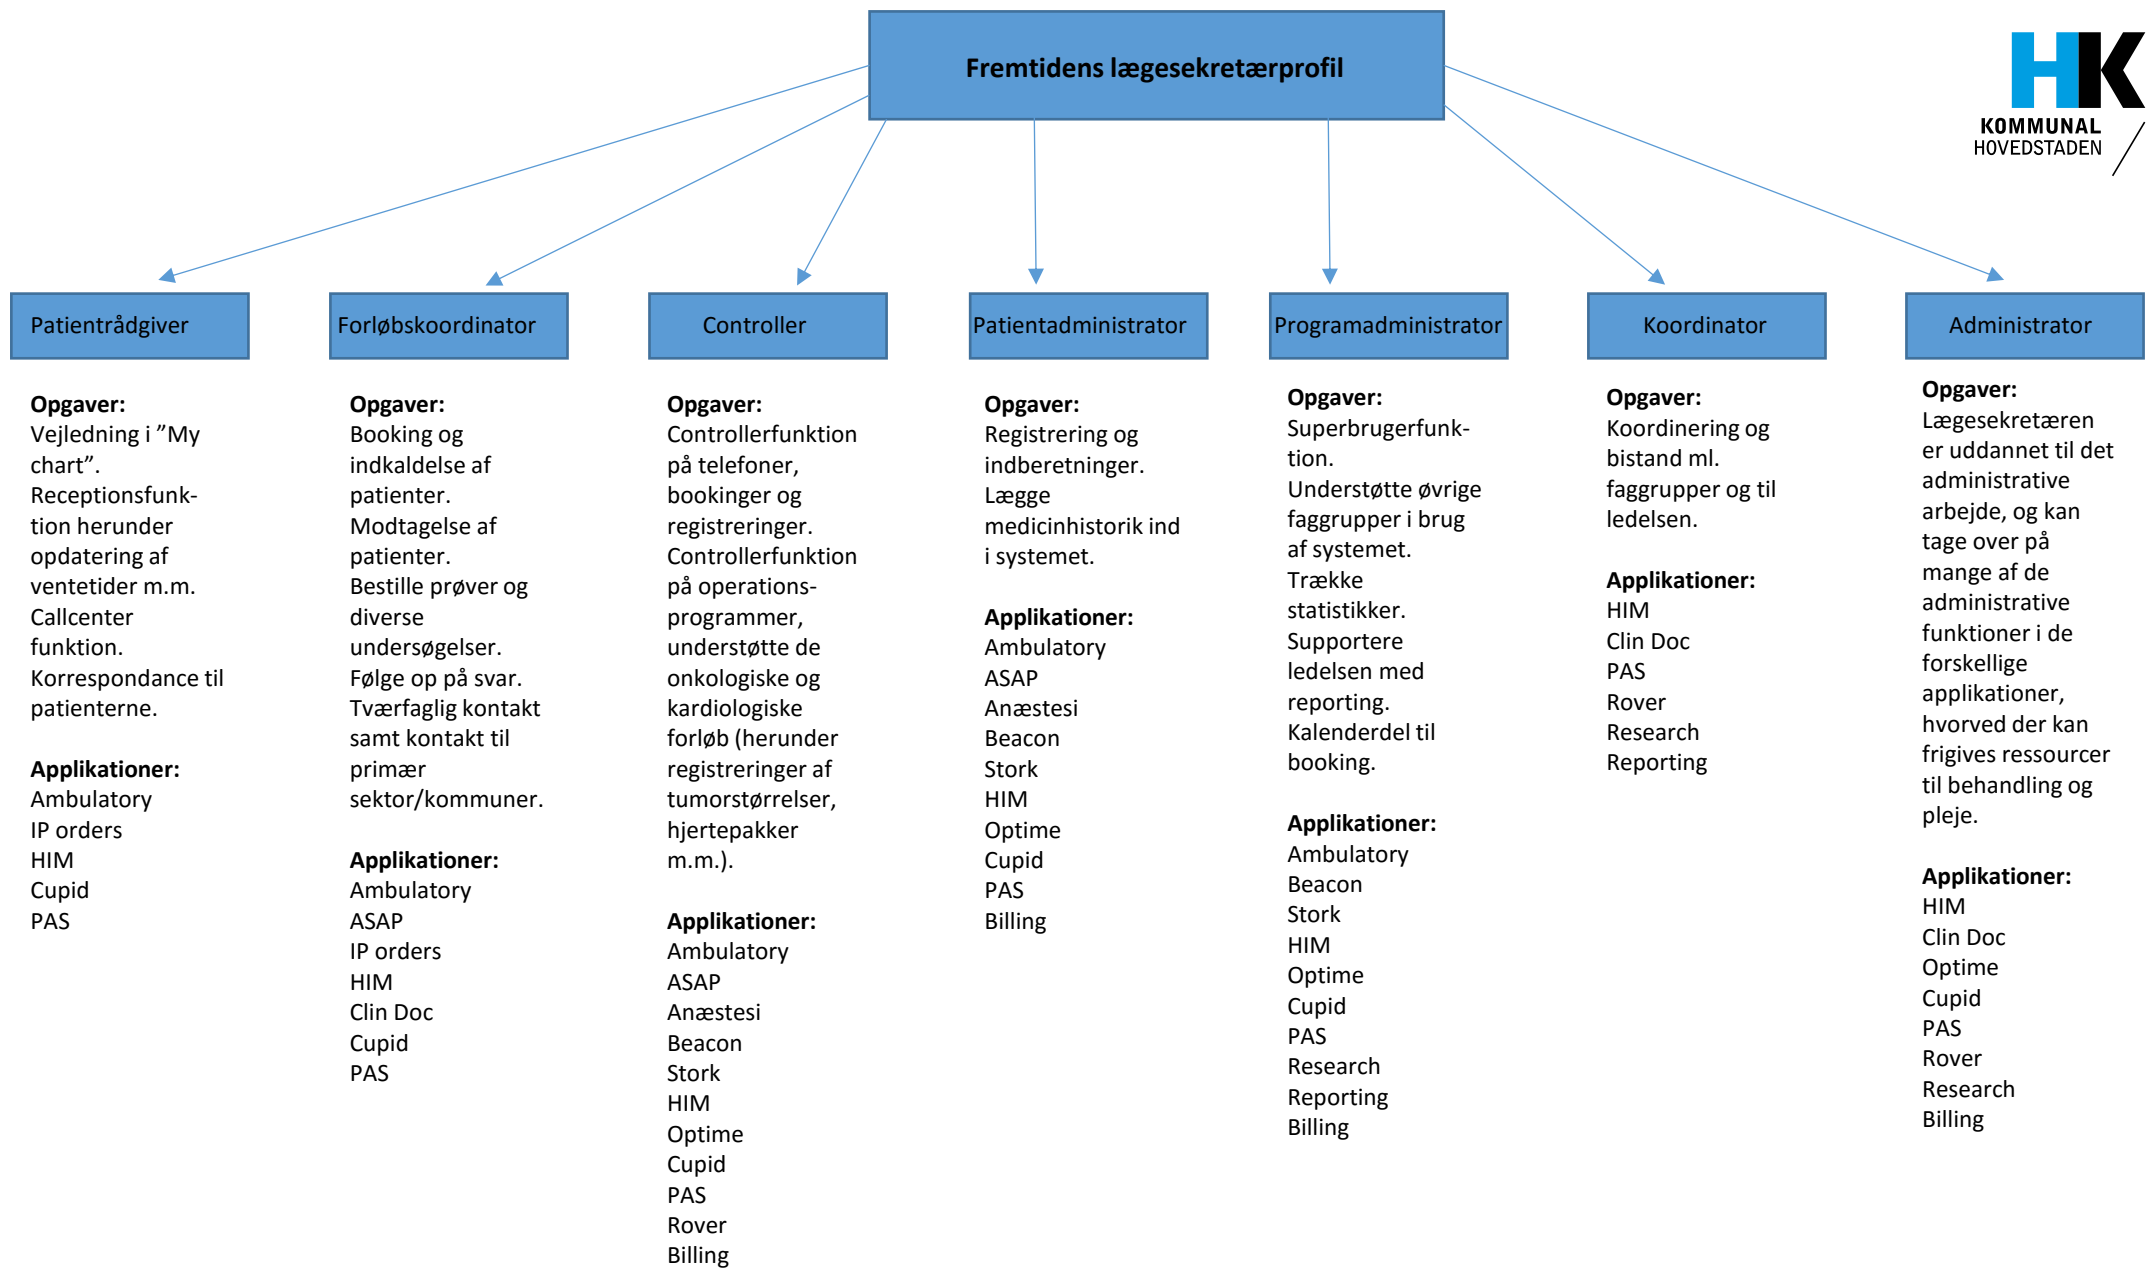 Fremtidens lægesekretærprofil
HK
KOMMUNAL
HOVEDSTADEN
Patientrådgiver
Opgaver:
Vejledning i ”My
chart”.
Receptionsfunk-
tion herunder
opdatering af
ventetider m.m.
Callcenter
funktion.
Korrespondance til
patienterne.
Applikationer:
Ambulatory
IP orders
HIM
Cupid
PAS
Forløbskoordinator
Opgaver:
Booking og
indkaldelse af
patienter.
Modtagelse af
patienter.
Bestille prøver og
diverse
undersøgelser.
Følge op på svar.
Tværfaglig kontakt
samt kontakt til
primær
sektor/kommuner.
Applikationer:
Ambulatory
ASAP
IP orders
HIM
Clin Doc
Cupid
PAS
Controller
Opgaver:
Controllerfunktion
på telefoner,
bookinger og
registreringer.
Controllerfunktion
på operations-
programmer,
understøtte de
onkologiske og
kardiologiske
forløb (herunder
registreringer af
tumorstørrelser,
hjertepakker
m.m.).
Applikationer:
Ambulatory
ASAP
Anæstesi
Beacon
Stork
HIM
Optime
Cupid
PAS
Rover
Billing
Patientadministrator
Opgaver:
Registrering og
indberetninger.
Lægge
medicinhistorik ind
i systemet.
Applikationer:
Ambulatory
ASAP
Anæstesi
Beacon
Stork
HIM
Optime
Cupid
PAS
Billing
Programadministrator
Opgaver:
Superbrugerfunk-
tion.
Understøtte øvrige
faggrupper i brug
af systemet.
Trække
statistikker.
Supportere
ledelsen med
reporting.
Kalenderdel til
booking.
Applikationer:
Ambulatory
Beacon
Stork
HIM
Optime
Cupid
PAS
Research
Reporting
Billing
Koordinator
Opgaver:
Koordinering og
bistand ml.
faggrupper og til
ledelsen.
Applikationer:
HIM
Clin Doc
PAS
Rover
Research
Reporting
Administrator
Opgaver:
Lægesekretæren
er uddannet til det
administrative
arbejde, og kan
tage over på
mange af de
administrative
funktioner i de
forskellige
applikationer,
hvorved der kan
frigives ressourcer
til behandling og
pleje.
Applikationer:
HIM
Clin Doc
Optime
Cupid
PAS
Rover
Research
Billing